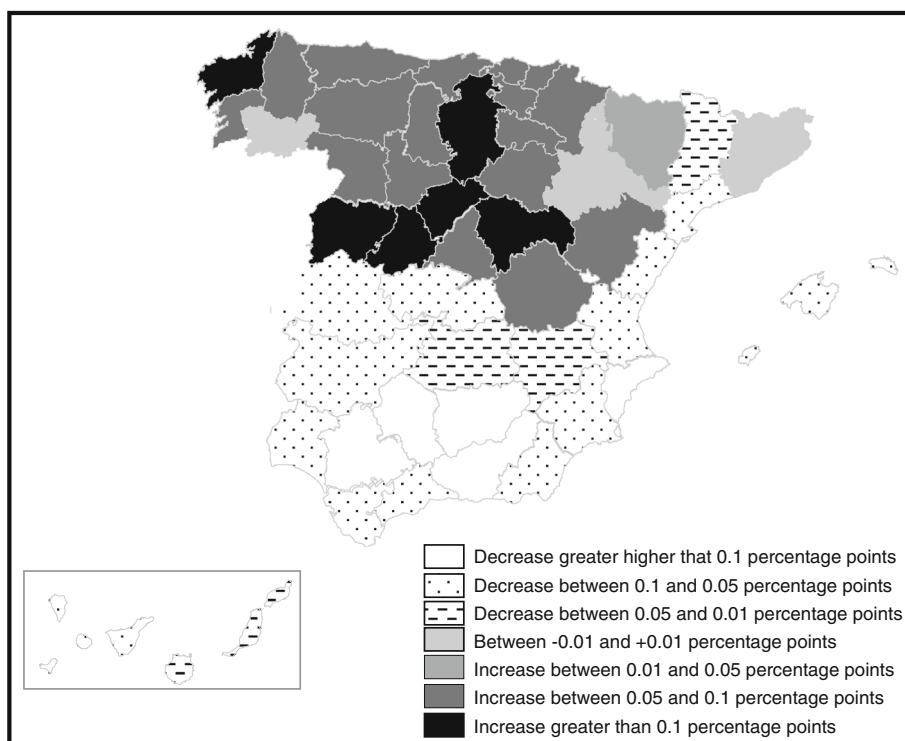 Decrease greater higher that 0.1 percentage points
Decrease between 0.1 and 0.05 percentage points
Decrease between 0.05 and 0.01 percentage points
Between -0.01 and +0.01 percentage points
Increase between 0.01 and 0.05 percentage points
Increase between 0.05 and 0.1 percentage points
Increase greater than 0.1 percentage points